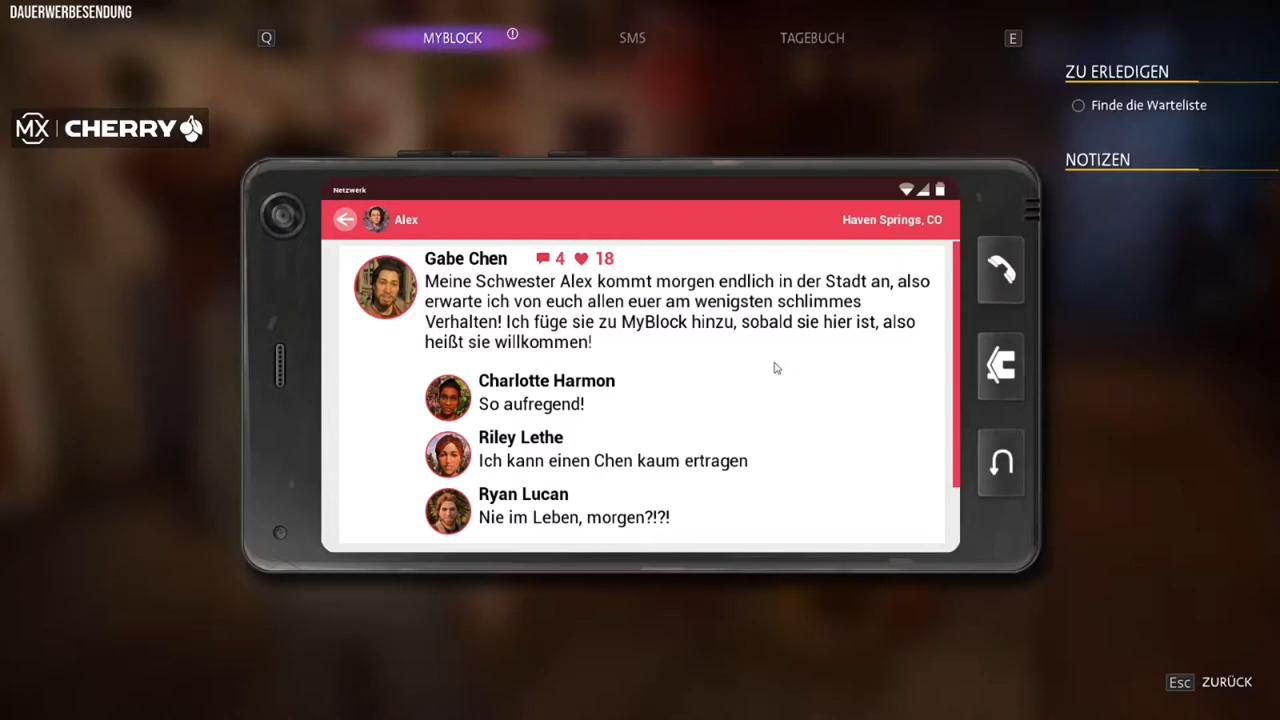 DAUERWERBESENDUNG
Q
MYBLOCK
SMS
TAGEBUCH
E
ZU ERLEDIGEN
Finde die Warteliste
NOTIZEN
MX | CHERRY
Netzwerk
Alex
Haven Springs, CO
Gabe Chen 4 18
Meine Schwester Alex kommt morgen endlich in der Stadt an, also
erwarte ich von euch allen euer am wenigsten schlimmes
Verhalten! Ich füge sie zu MyBlock hinzu, sobald sie hier ist, also
heißt sie willkommen!
Charlotte Harmon
So aufregend!
Riley Lethe
Ich kann einen Chen kaum ertragen
Ryan Lucan
Nie im Leben, morgen?!?!
Esc ZURÜCK